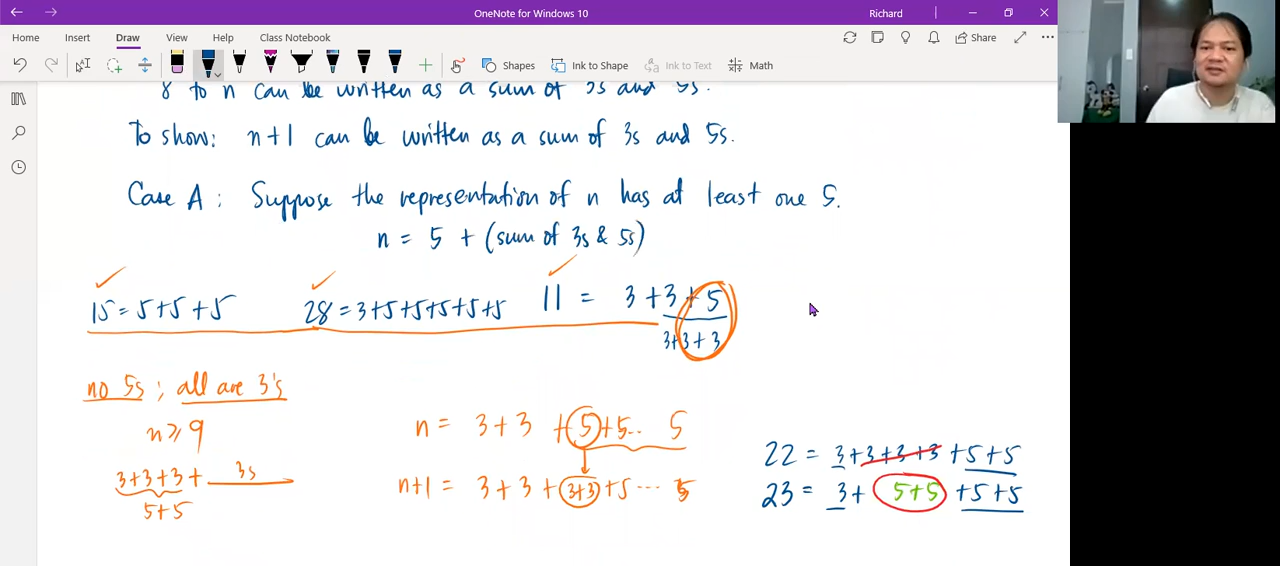 OneNote for Windows 10
Richard
Home Insert Draw View Help Class Notebook
Share
Shapes Ink to Shape Ink to Text Math
8 to n can be written as a sum of 3s and 5s.
To show: n+1 can be written as a sum of 3s and 5s.
Case A: Suppose the representation of n has at least one 5.
n = 5 + (sum of 3s & 5s)
15 = 5+5+5
28 = 3+5+5+5+5+5
11 = 3+3+5
3+3+3
no 5s ; all are 3's
n ≥ 9
3+3+3+ 3s
5+5
n = 3+3 +5+5... 5
n+1 = 3+3+(3+3)+5 ... 5
22 = 3+3+3+3 +5+5
23 = 3+ 5+5 +5+5